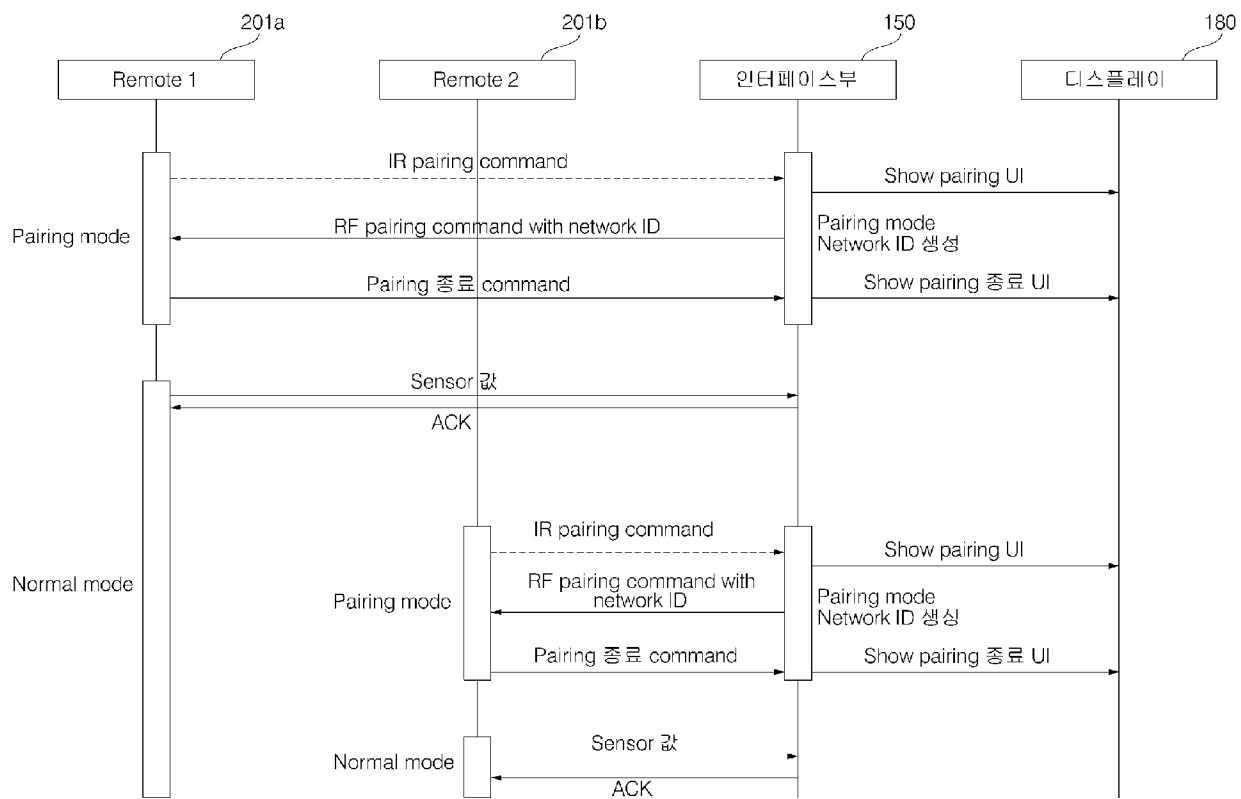 201a
201b
150
180
Remote 1
Remote 2
인터페이스부
디스플레이
IR pairing command
Show pairing UI
Pairing mode
RF pairing command with network ID
Pairing mode
Network ID 생성
Pairing 종료 command
Show pairing 종료 UI
Sensor 값
ACK
Normal mode
IR pairing command
Show pairing UI
Pairing mode
RF pairing command with
network ID
Pairing mode
Network ID 생싱
Pairing 종료 command
Show pairing 종료 UI
Normal mode
Sensor 값
ACK